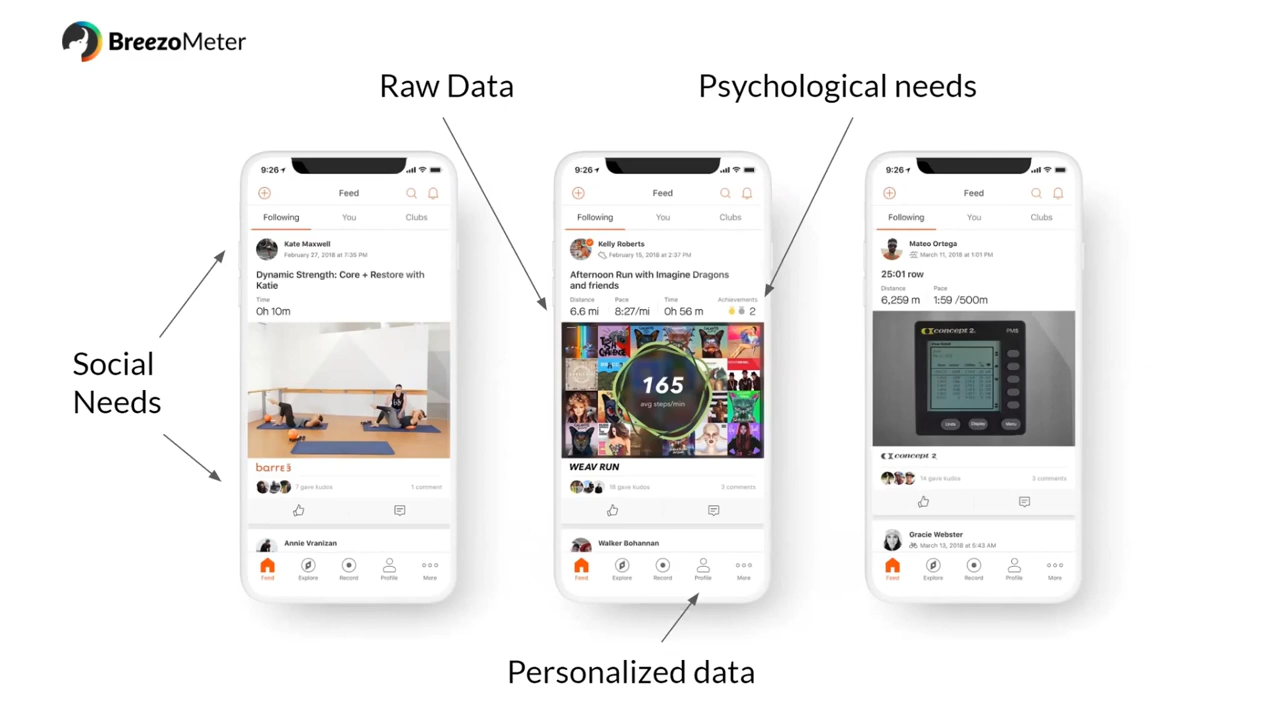 BreezoMeter
Raw Data
Psychological needs
Social
Needs
Personalized data
9:26
Feed
Following You Clubs
Kate Maxwell
February 27, 2018 at 7:36 PM
Dynamic Strength: Core + Restore with
Katie
Time
0h 10m
barre3
7 gave kudos 1 comment
Annie Vranizan
Feed Explore Record Profile More
9:26
Feed
Following You Clubs
Kelly Roberts
February 15, 2018 at 2:37 PM
Afternoon Run with Imagine Dragons
and friends
Distance Pace Time Achievements
6.6 mi 8:27/mi 0h 56 m 2
165
avg steps/min
WEAV RUN
18 gave kudos 3 comments
Walker Bohannan
Feed Explore Record Profile More
9:26
Feed
Following You Clubs
Mateo Ortega
March 11, 2018 at 1:01 PM
25:01 row
Distance Pace
6,259 m 1:59 /500m
concept 2.
Units Display Menu
concept 2.
14 gave kudos 3 comments
Gracie Webster
March 13, 2018 at 5:43 AM
Feed Explore Record Profile More